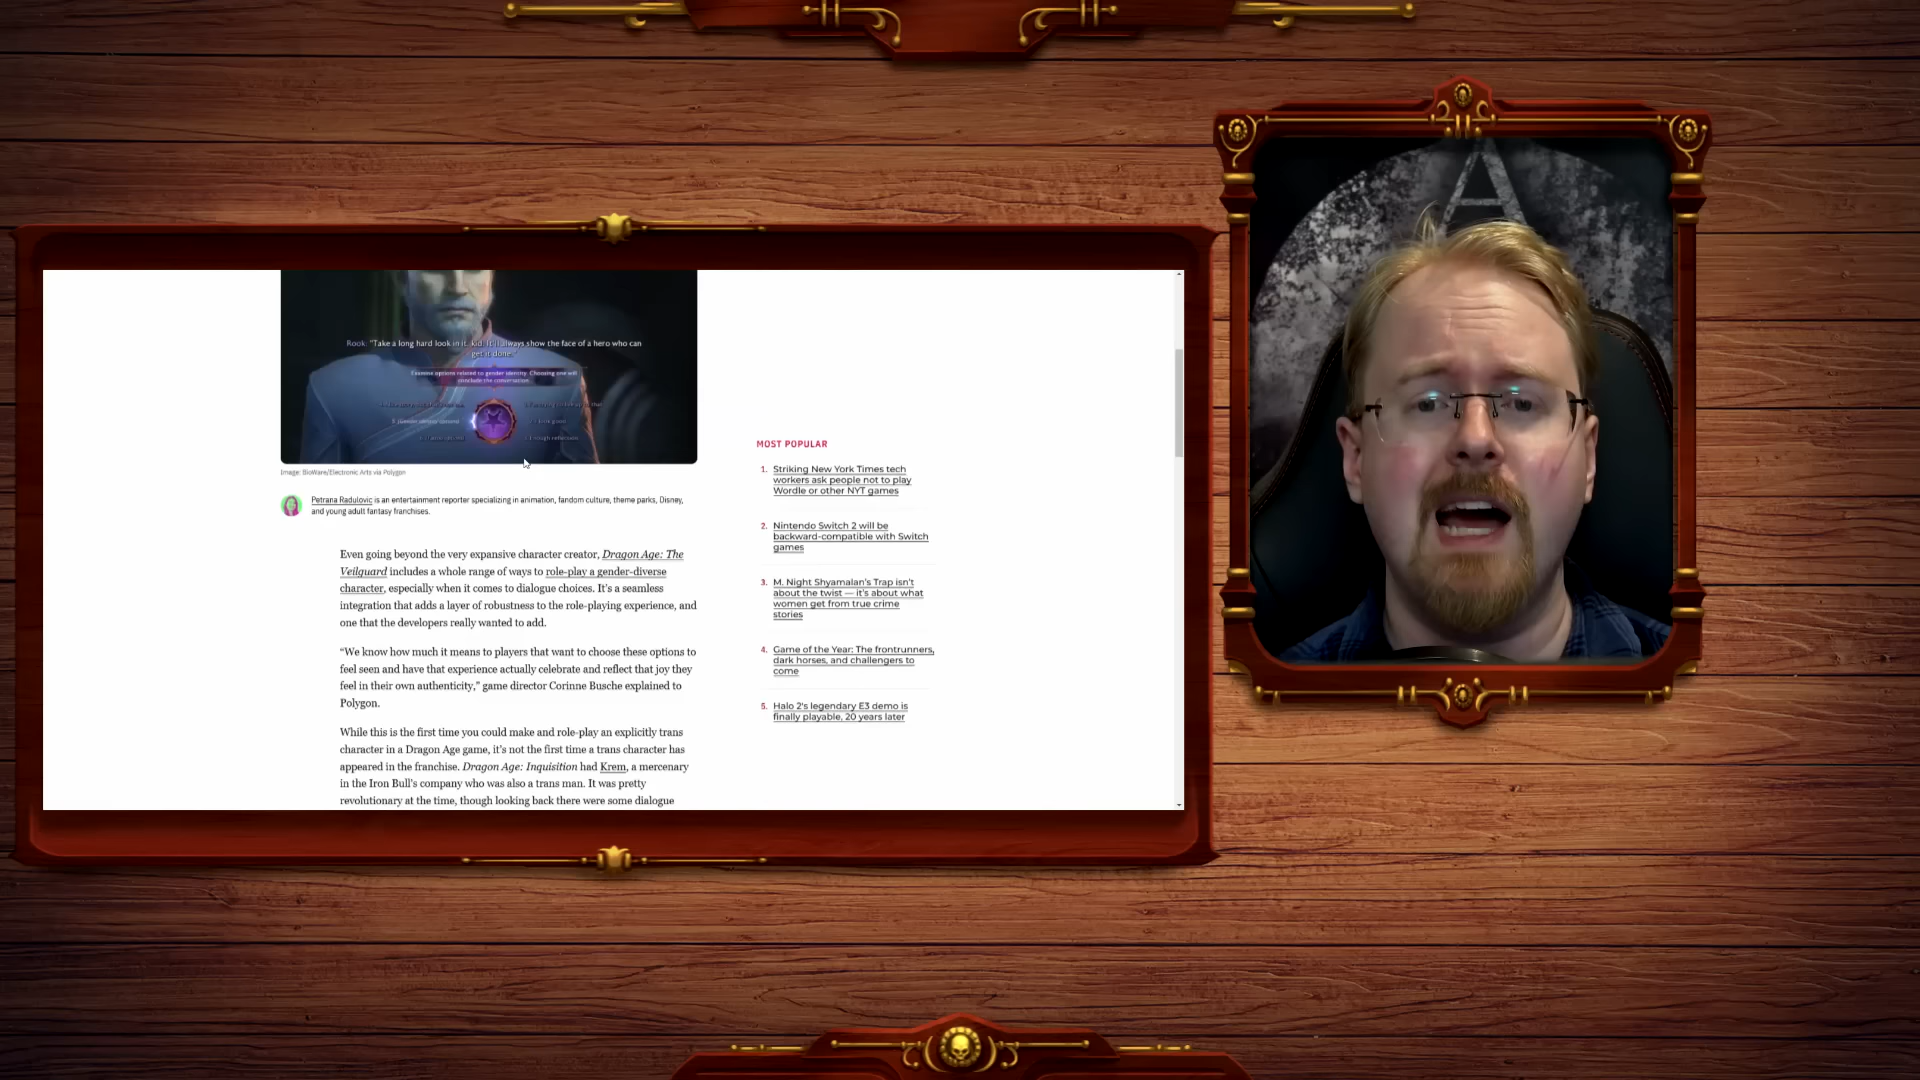 A
Rook: "Take a long hard look in it, kid. It'll always show the face of a hero who can
get it done."
Examine options related to gender identity. Choosing one will
conclude the conversation.
Image: BioWare/Electronic Arts via Polygon
Petrana Radulovic is an entertainment reporter specializing in animation, fandom culture, theme parks, Disney,
and young adult fantasy franchises.
Even going beyond the very expansive character creator, Dragon Age: The
Veilguard includes a whole range of ways to role-play a gender-diverse
character, especially when it comes to dialogue choices. It's a seamless
integration that adds a layer of robustness to the role-playing experience, and
one that the developers really wanted to add.
“We know how much it means to players that want to choose these options to
feel seen and have that experience actually celebrate and reflect that joy they
feel in their own authenticity,” game director Corinne Busche explained to
Polygon.
While this is the first time you could make and role-play an explicitly trans
character in a Dragon Age game, it's not the first time a trans character has
appeared in the franchise. Dragon Age: Inquisition had Krem, a mercenary
in the Iron Bull's company who was also a trans man. It was pretty
revolutionary at the time, though looking back there were some dialogue
MOST POPULAR
1. Striking New York Times tech
workers ask people not to play
Wordle or other NYT games
2. Nintendo Switch 2 will be
backward-compatible with Switch
games
3. M. Night Shyamalan's Trap isn't
about the twist — it's about what
women get from true crime
stories
4. Game of the Year: The frontrunners,
dark horses, and challengers to
come
5. Halo 2's legendary E3 demo is
finally playable, 20 years later